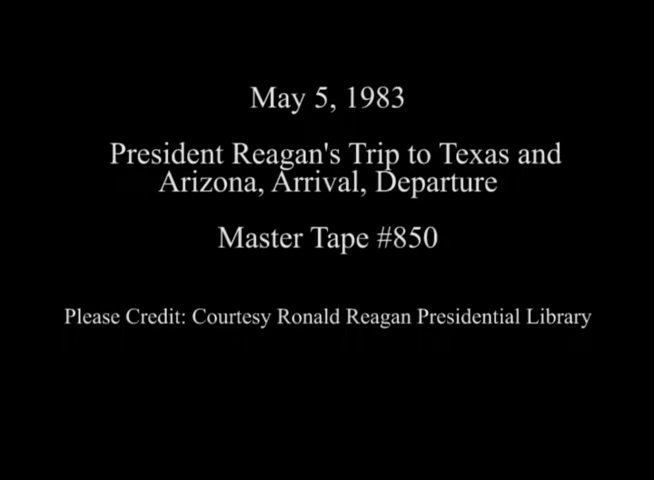 May 5, 1983
President Reagan's Trip to Texas and
Arizona, Arrival, Departure
Master Tape #850
Please Credit: Courtesy Ronald Reagan Presidential Library